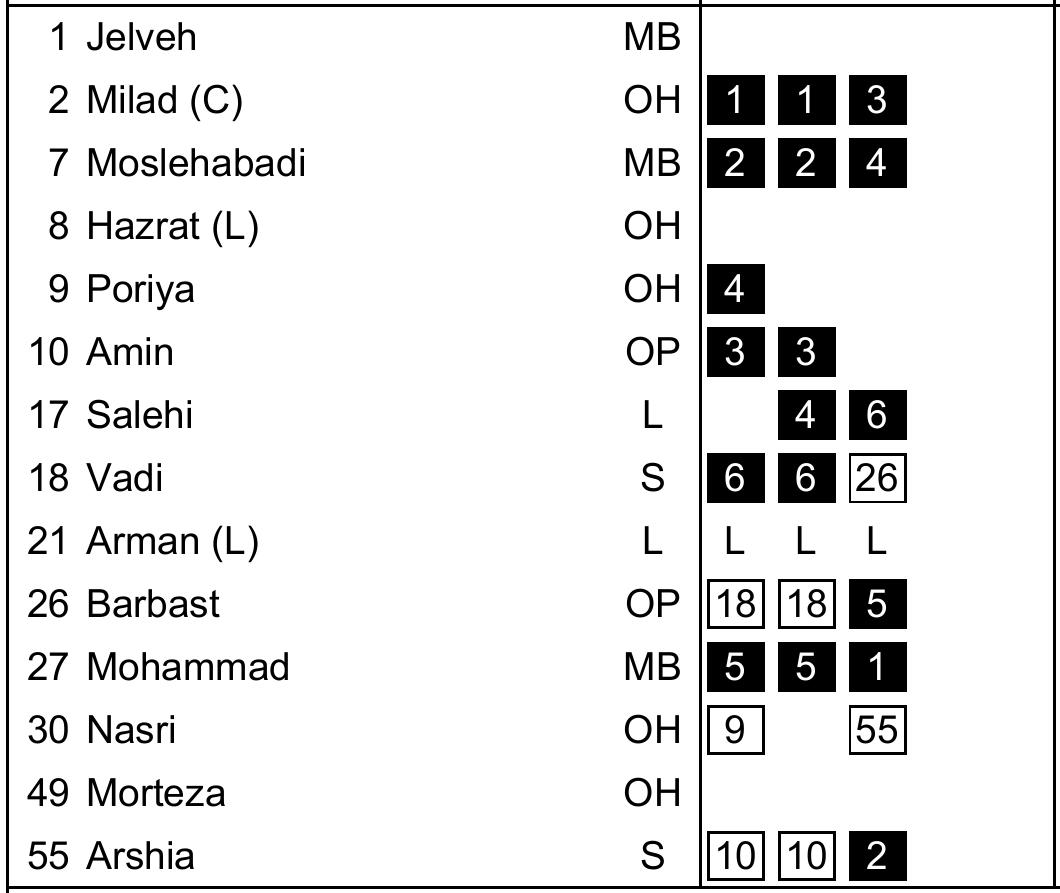 1 Jelveh MB
2 Milad (C) OH 1 1 3
7 Moslehabadi MB 2 2 4
8 Hazrat (L) OH
9 Poriya OH 4
10 Amin OP 3 3
17 Salehi L 4 6
18 Vadi S 6 6 26
21 Arman (L) L L L L
26 Barbast OP 18 18 5
27 Mohammad MB 5 5 1
30 Nasri OH 9 55
49 Morteza OH
55 Arshia S 10 10 2